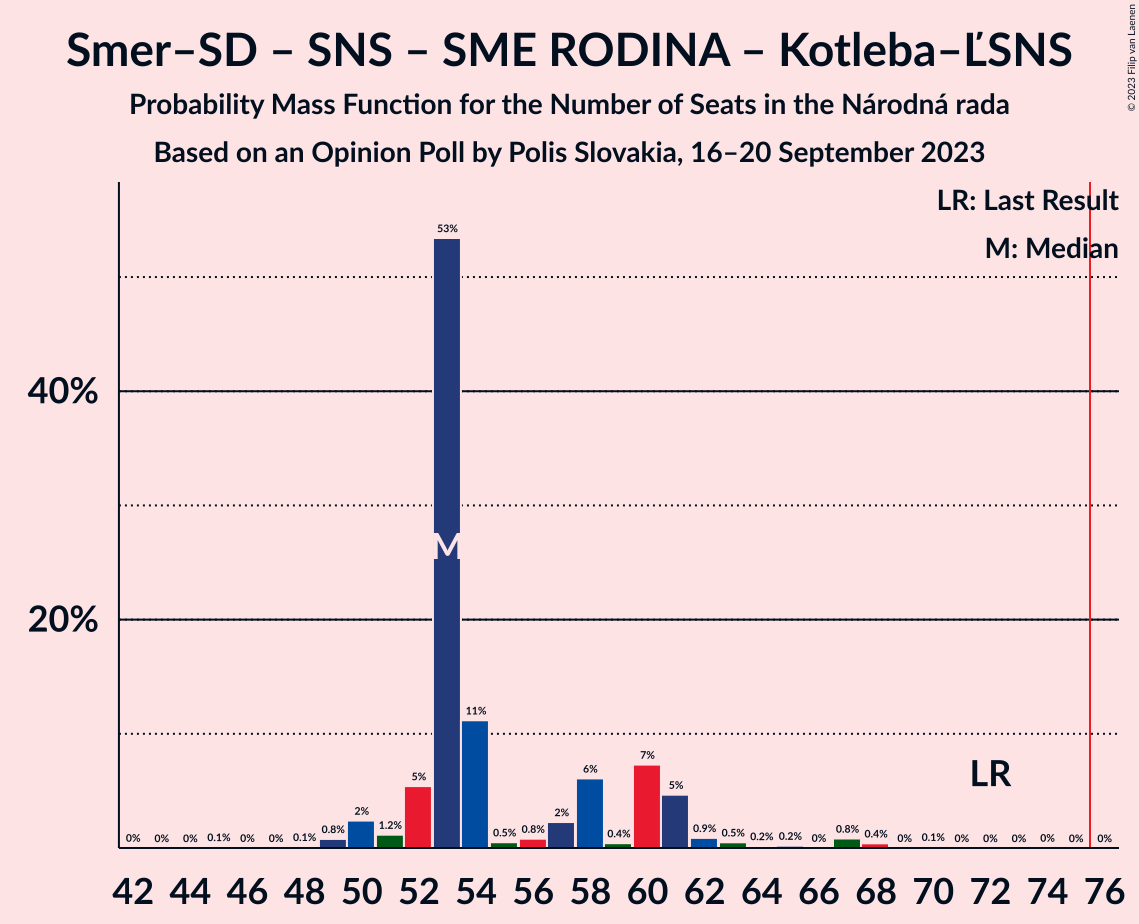 Smer–SD – SNS – SME RODINA – Kotleba–ĽSNS
Probability Mass Function for the Number of Seats in the Národná rada
Based on an Opinion Poll by Polis Slovakia, 16–20 September 2023
© 2023 Filip van Laenen
LR: Last Result
M: Median
40%
20%
0% 0% 0% 0.1% 0% 0% 0.1% 0.8% 2% 1.2% 5% 53% 11% 0.5% 0.8% 2% 6% 0.4% 7% 5% 0.9% 0.5% 0.2% 0.2% 0% 0.8% 0.4% 0% 0.1% 0% 0% 0% 0% 0% 0%
M
LR
42 44 46 48 50 52 54 56 58 60 62 64 66 68 70 72 74 76